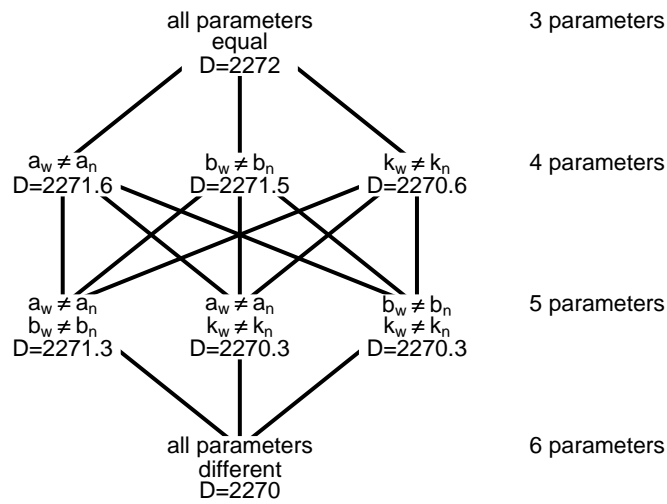 all parameters 3 parameters
equal
D=2272
a_w ≠ a_n b_w ≠ b_n k_w ≠ k_n 4 parameters
D=2271.6 D=2271.5 D=2270.6
a_w ≠ a_n a_w ≠ a_n b_w ≠ b_n 5 parameters
b_w ≠ b_n k_w ≠ k_n k_w ≠ k_n
D=2271.3 D=2270.3 D=2270.3
all parameters 6 parameters
different
D=2270